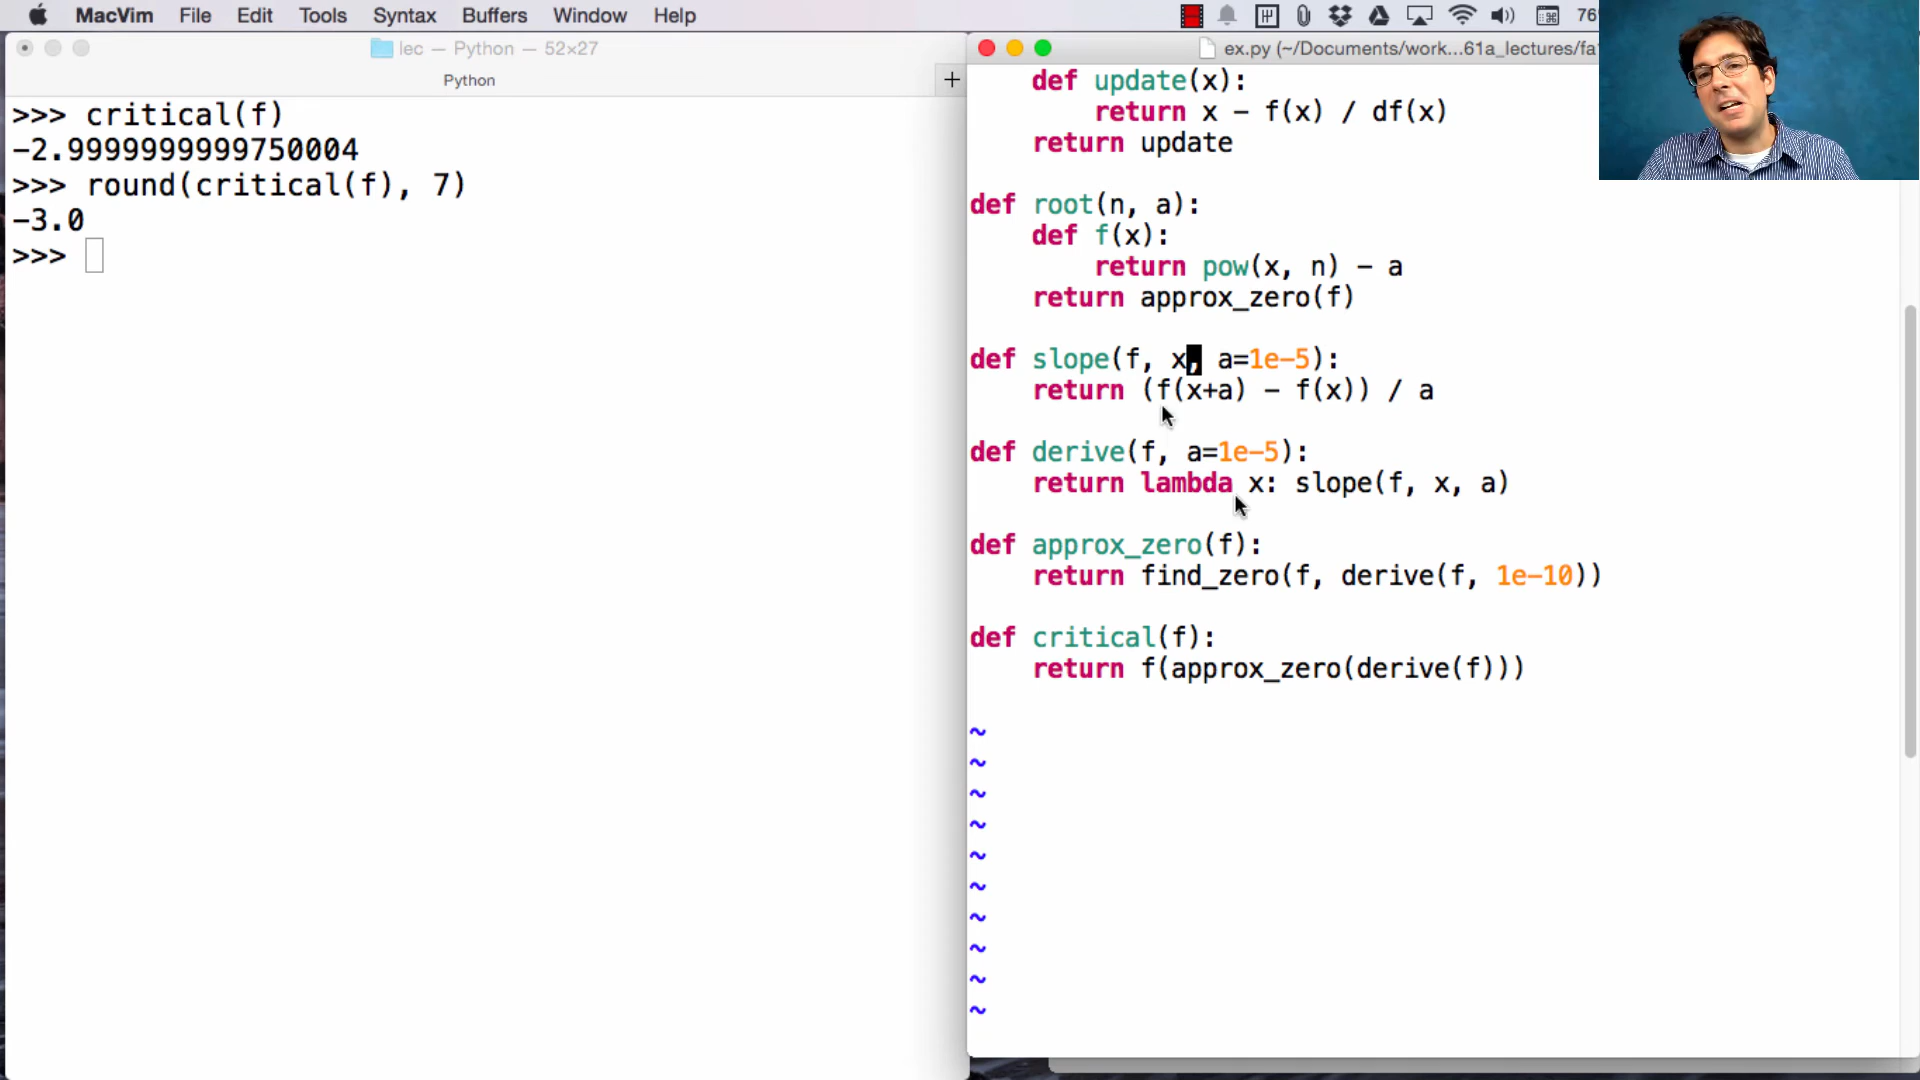 MacVim File Edit Tools Syntax Buffers Window Help 76
lec — Python — 52×27
Python
+
>>> critical(f)
-2.9999999999750004
>>> round(critical(f), 7)
-3.0
>>>
ex.py (~/Documents/work...61a_lectures/fa
    def update(x):
        return x - f(x) / df(x)
    return update
def root(n, a):
    def f(x):
        return pow(x, n) - a
    return approx_zero(f)
def slope(f, x, a=1e-5):
    return (f(x+a) - f(x)) / a
def derive(f, a=1e-5):
    return lambda x: slope(f, x, a)
def approx_zero(f):
    return find_zero(f, derive(f, 1e-10))
def critical(f):
    return f(approx_zero(derive(f)))
~
~
~
~
~
~
~
~
~
~